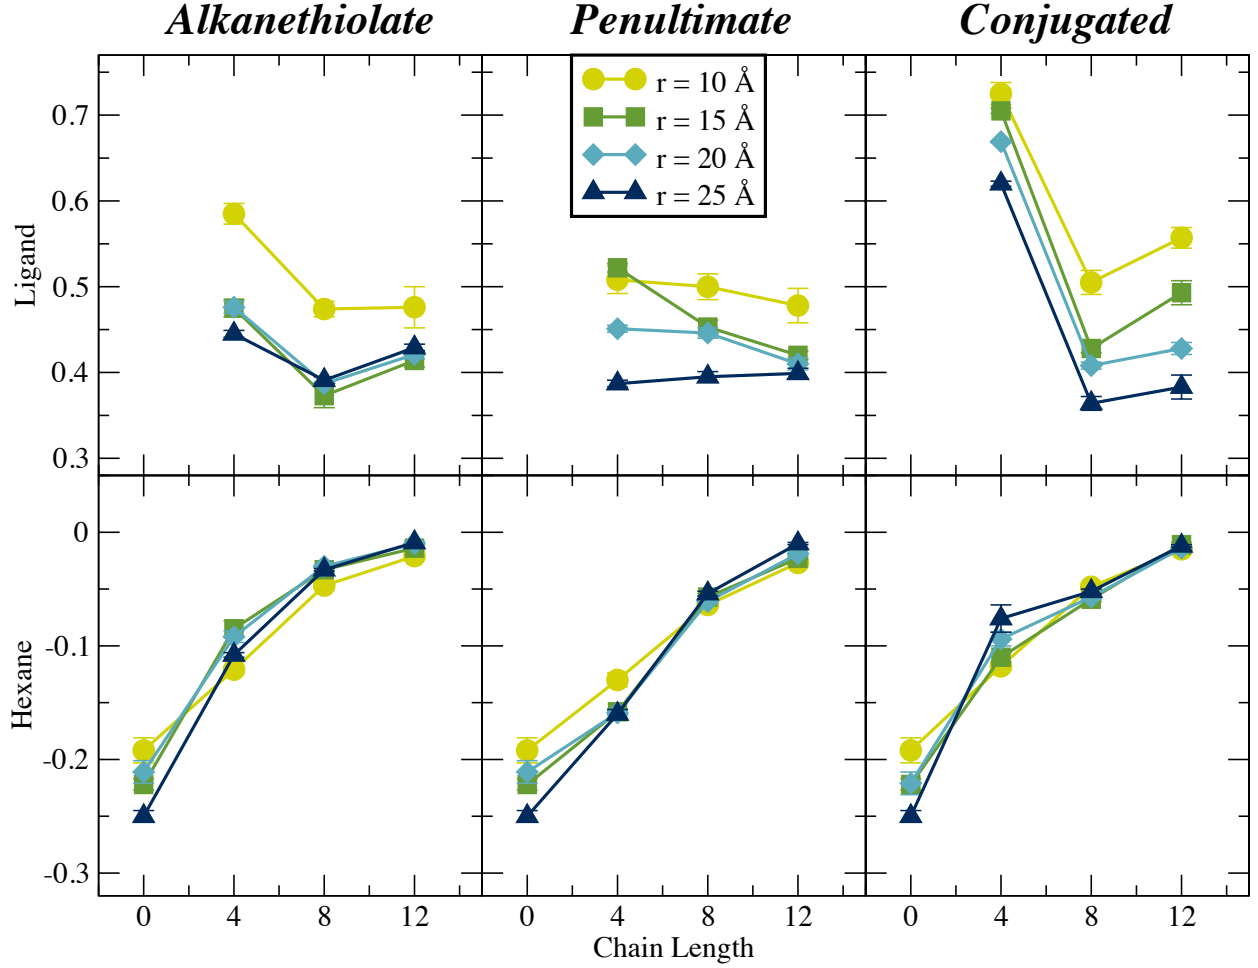 Alkanethiolate Penultimate Conjugated
r = 10 Å
r = 15 Å
r = 20 Å
r = 25 Å
Ligand
0.7
0.6
0.5
0.4
0.3
Hexane
0
-0.1
-0.2
-0.3
0 4 8 12 0 4 8 12 0 4 8 12
Chain Length